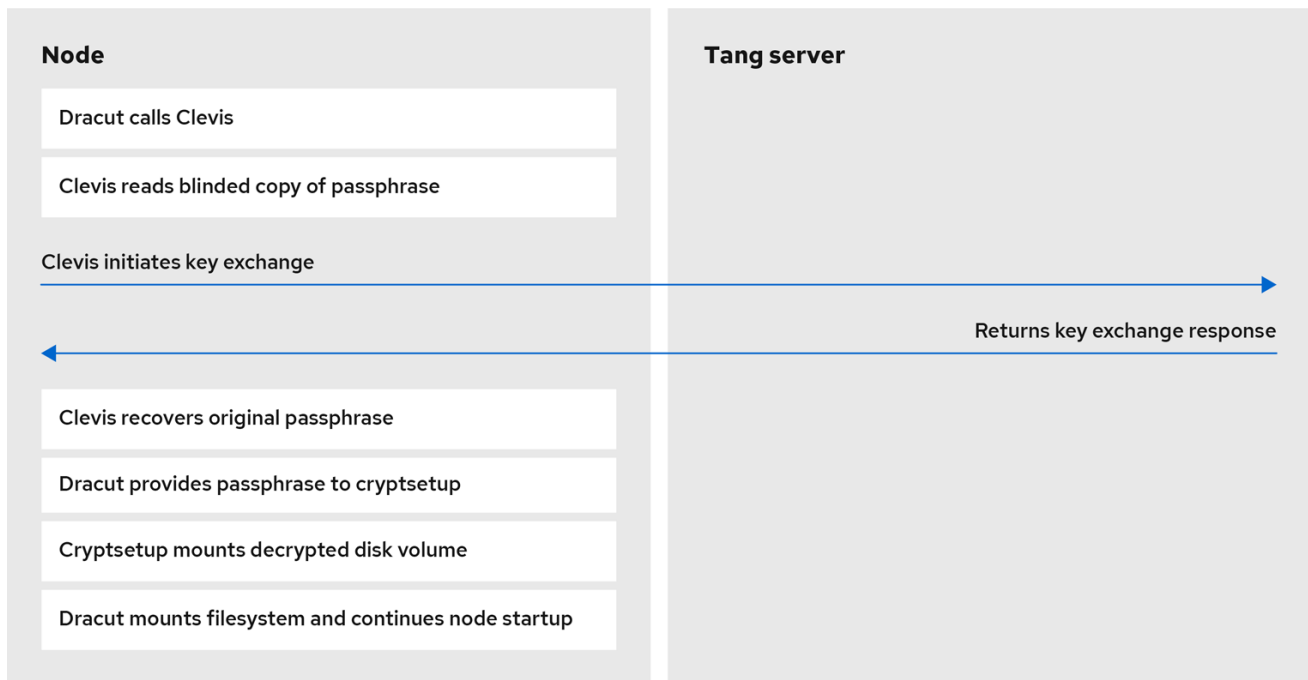 Node
Dracut calls Clevis
Clevis reads blinded copy of passphrase
Clevis initiates key exchange
Tang server
Returns key exchange response
Clevis recovers original passphrase
Dracut provides passphrase to cryptsetup
Cryptsetup mounts decrypted disk volume
Dracut mounts filesystem and continues node startup